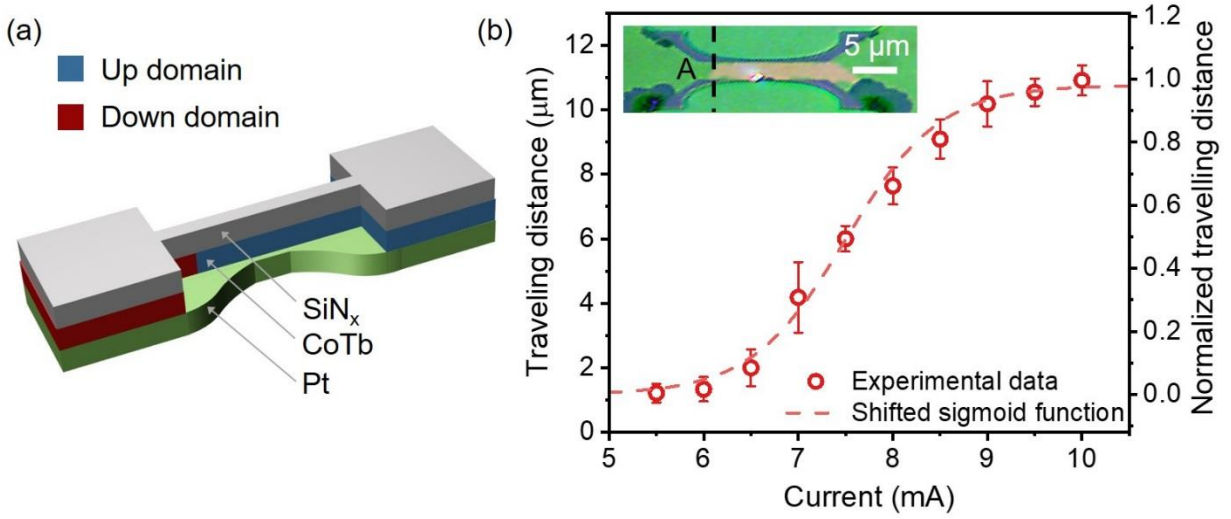 (a)
Up domain
Down domain
SiNx
CoTb
Pt
(b)
Traveling distance (μm)
12
10
8
6
4
2
0
A
5 μm
1.2
1.0
0.8
0.6
0.4
0.2
0.0
Normalized travelling distance
Experimental data
Shifted sigmoid function
5 6 7 8 9 10
Current (mA)